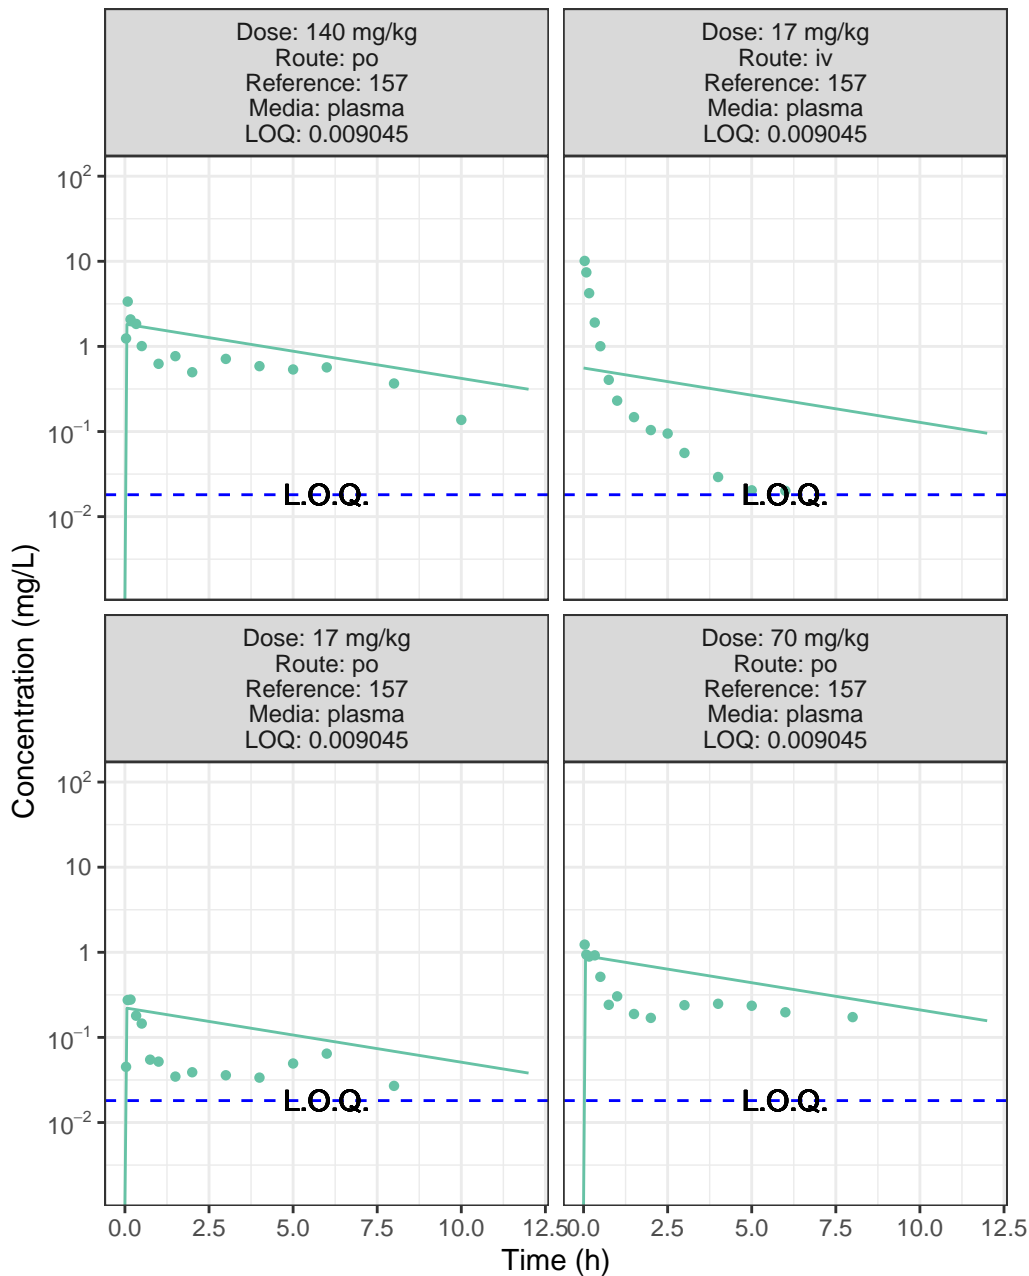 Dose: 140 mg/kg
Route: po
Reference: 157
Media: plasma
LOQ: 0.009045
Dose: 17 mg/kg
Route: iv
Reference: 157
Media: plasma
LOQ: 0.009045
10²
10
1
10⁻¹
10⁻²
L.O.Q.
L.O.Q.
Dose: 17 mg/kg
Route: po
Reference: 157
Media: plasma
LOQ: 0.009045
Dose: 70 mg/kg
Route: po
Reference: 157
Media: plasma
LOQ: 0.009045
10²
10
1
10⁻¹
10⁻²
L.O.Q.
L.O.Q.
0.0 2.5 5.0 7.5 10.0 12.5
0.0 2.5 5.0 7.5 10.0 12.5
Time (h)
Concentration (mg/L)